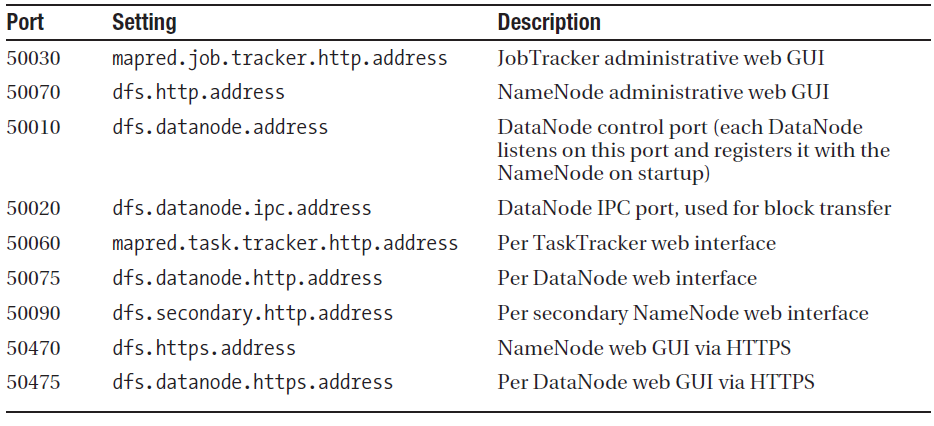 Port Setting Description
50030 mapred.job.tracker.http.address JobTracker administrative web GUI
50070 dfs.http.address NameNode administrative web GUI
50010 dfs.datanode.address DataNode control port (each DataNode
listens on this port and registers it with the
NameNode on startup)
50020 dfs.datanode.ipc.address DataNode IPC port, used for block transfer
50060 mapred.task.tracker.http.address Per TaskTracker web interface
50075 dfs.datanode.http.address Per DataNode web interface
50090 dfs.secondary.http.address Per secondary NameNode web interface
50470 dfs.https.address NameNode web GUI via HTTPS
50475 dfs.datanode.https.address Per DataNode web GUI via HTTPS